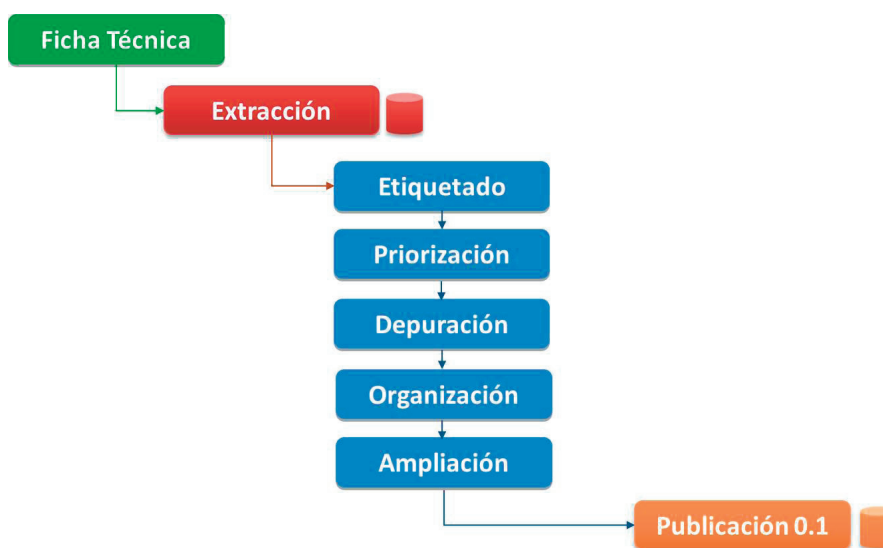 Ficha Técnica
Extracción
Etiquetado
Priorización
Depuración
Organización
Ampliación
Publicación 0.1